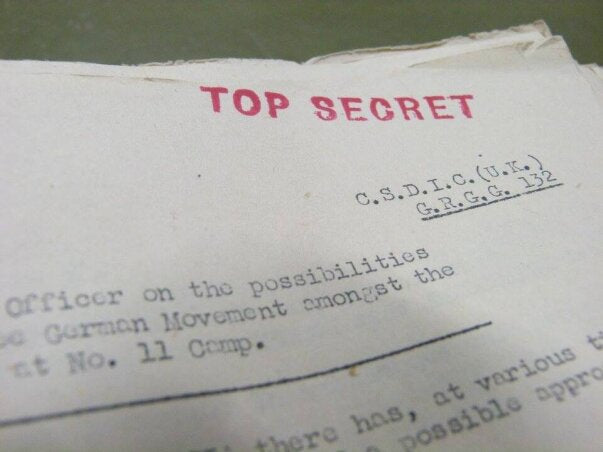 TOP SECRET
C.S.D.I.C.(U.K.)
G.R.G.G. 132
Officer on the possibilities
German Movement amongst the
at No. 11 Camp.
there has, at various
possible